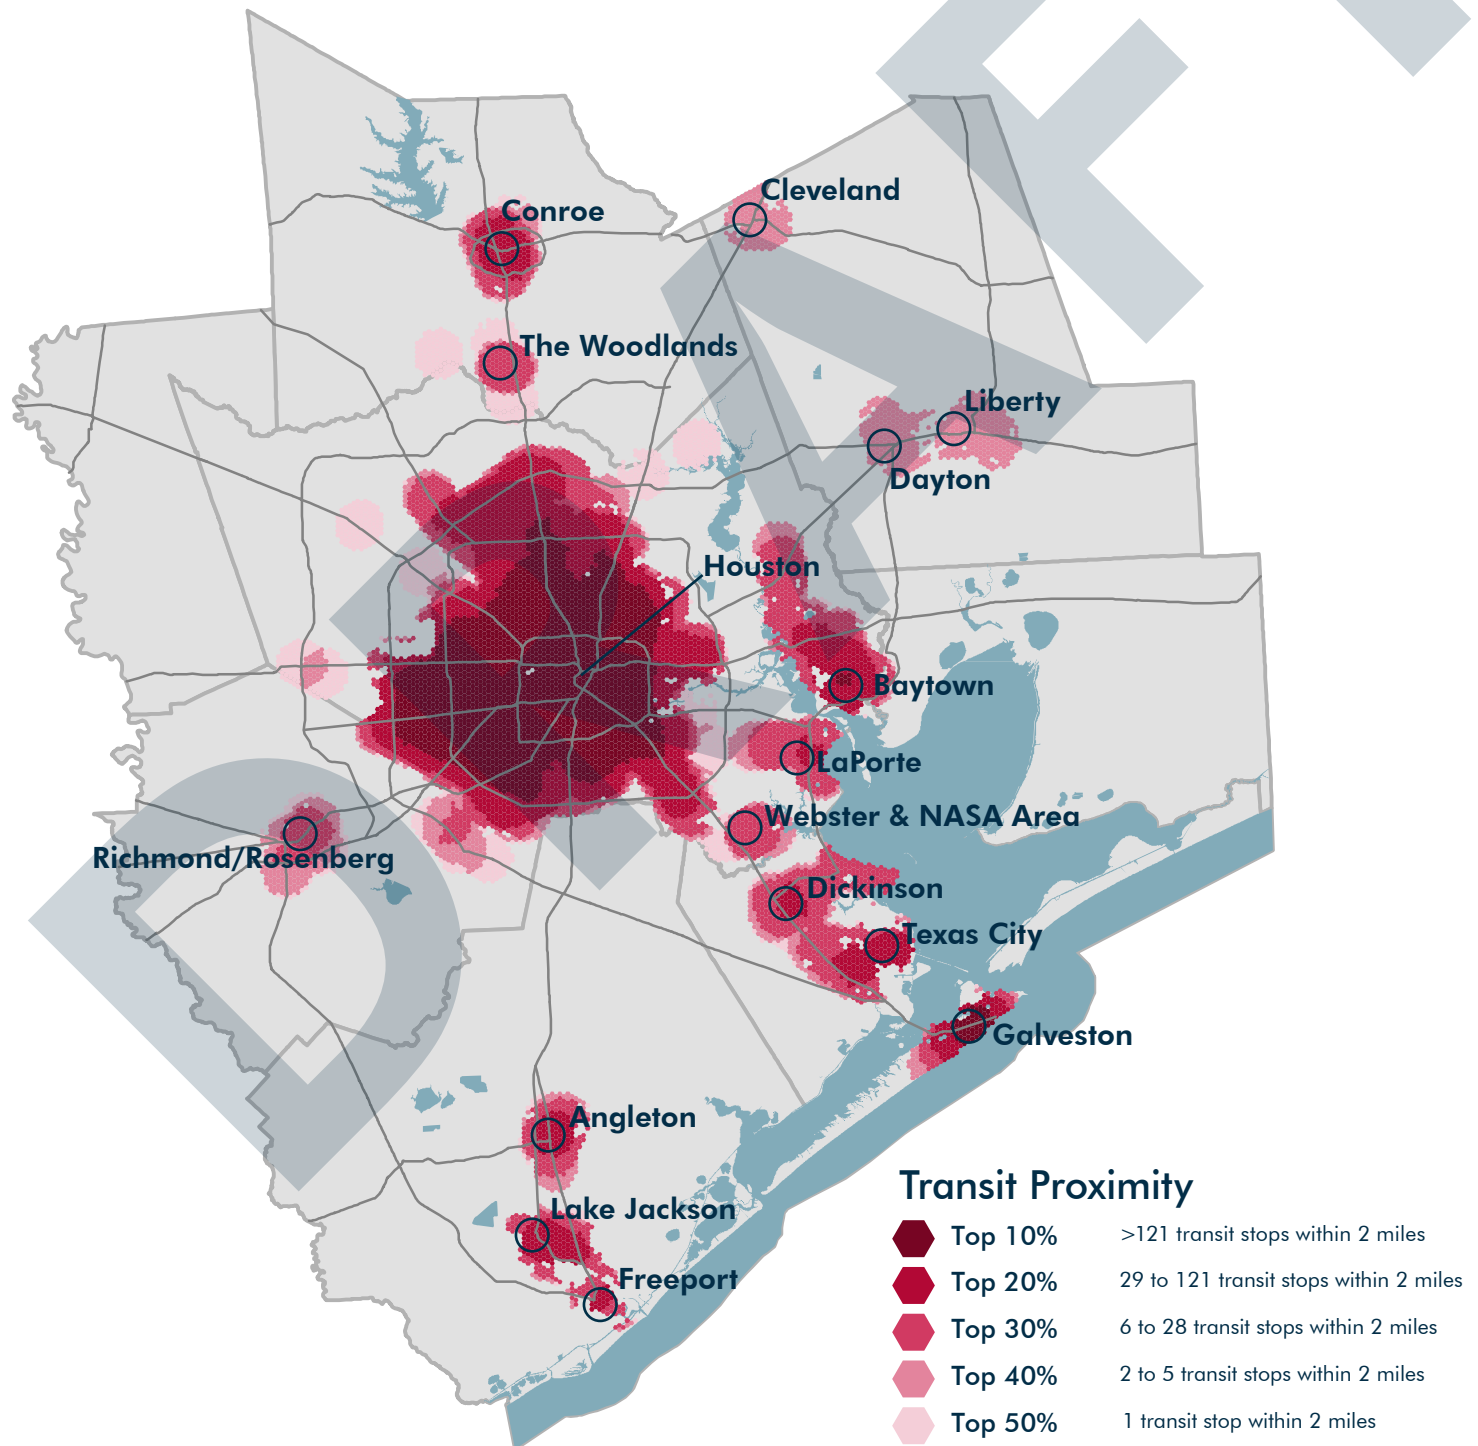 Cleveland
Conroe
The Woodlands
Liberty
Dayton
Houston
Baytown
LaPorte
Webster & NASA Area
Richmond/Rosenberg
Dickinson
Texas City
Galveston
Angleton
Lake Jackson
Freeport
Transit Proximity
Top 10% >121 transit stops within 2 miles
Top 20% 29 to 121 transit stops within 2 miles
Top 30% 6 to 28 transit stops within 2 miles
Top 40% 2 to 5 transit stops within 2 miles
Top 50% 1 transit stop within 2 miles